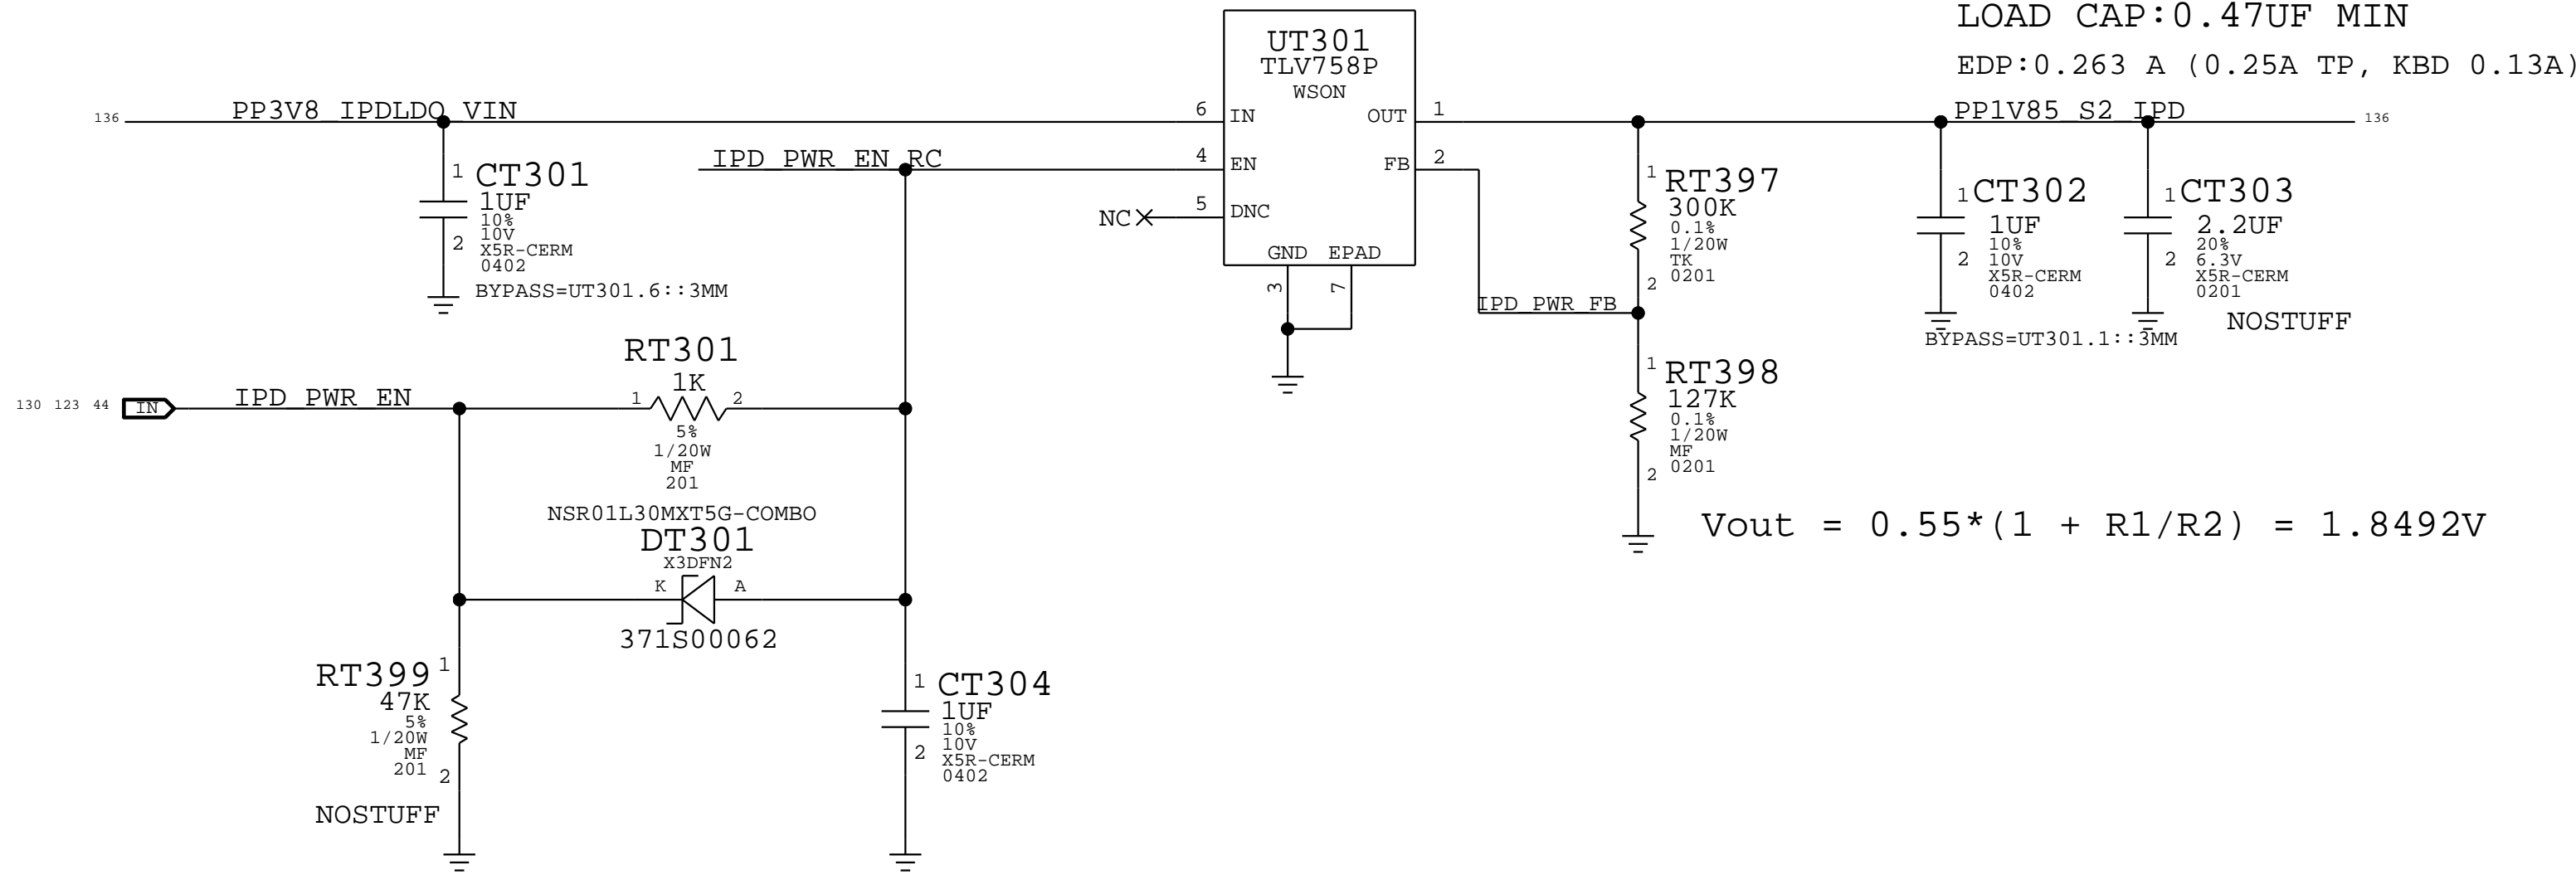 LOAD CAP:0.47UF MIN
EDP:0.263 A (0.25A TP, KBD 0.13A)
UT301
TLV758P
WSON
136
PP3V8_IPDLDO_VIN
6
IN
OUT
1
PP1V85_S2_IPD
136
IPD_PWR_EN_RC
4
EN
FB
2
NC
5
DNC
GND
EPAD
3
7
1
CT301
1UF
10%
10V
2
X5R-CERM
0402
BYPASS=UT301.6::3MM
1
RT397
300K
0.1%
1/20W
TK
0201
2
IPD_PWR_FB
1
CT302
1UF
10%
10V
2
X5R-CERM
0402
BYPASS=UT301.1::3MM
1
CT303
2.2UF
20%
6.3V
2
X5R-CERM
0201
NOSTUFF
1
RT398
127K
0.1%
1/20W
MF
0201
2
Vout = 0.55*(1 + R1/R2) = 1.8492V
130 123 44
IN
IPD_PWR_EN
RT301
1K
1
2
5%
1/20W
MF
201
NSR01L30MXT5G-COMBO
DT301
X3DFN2
K
A
371S00062
RT399
1
47K
5%
1/20W
MF
201
2
NOSTUFF
1
CT304
1UF
10%
10V
2
X5R-CERM
0402